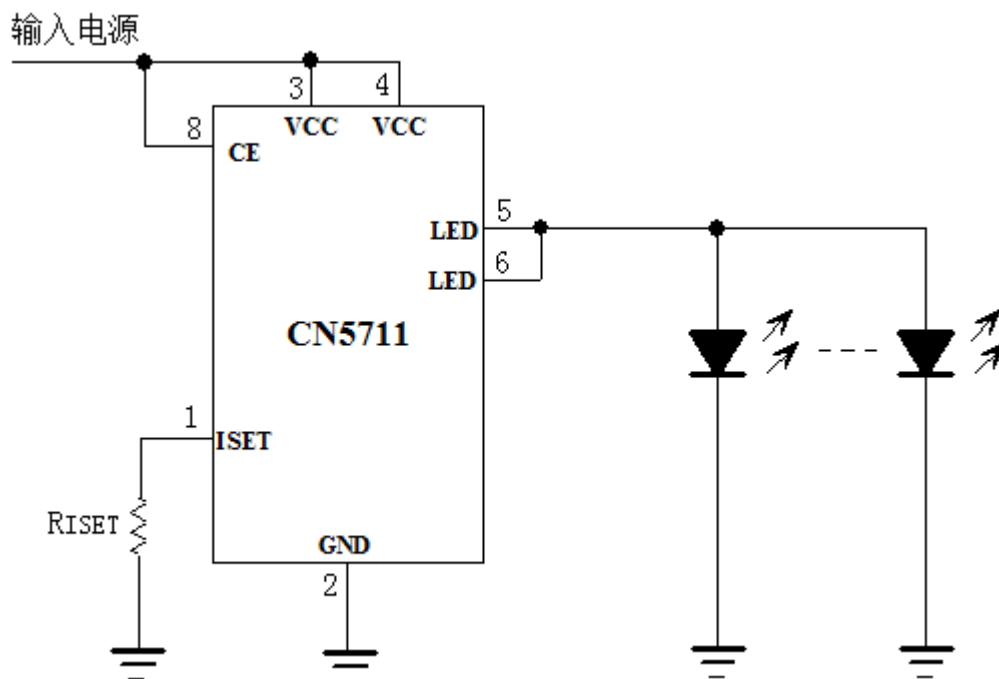 输入电源
3 4
VCC VCC
8
CE
5
LED
6
LED
CN5711
1
ISET
RISET
GND
2